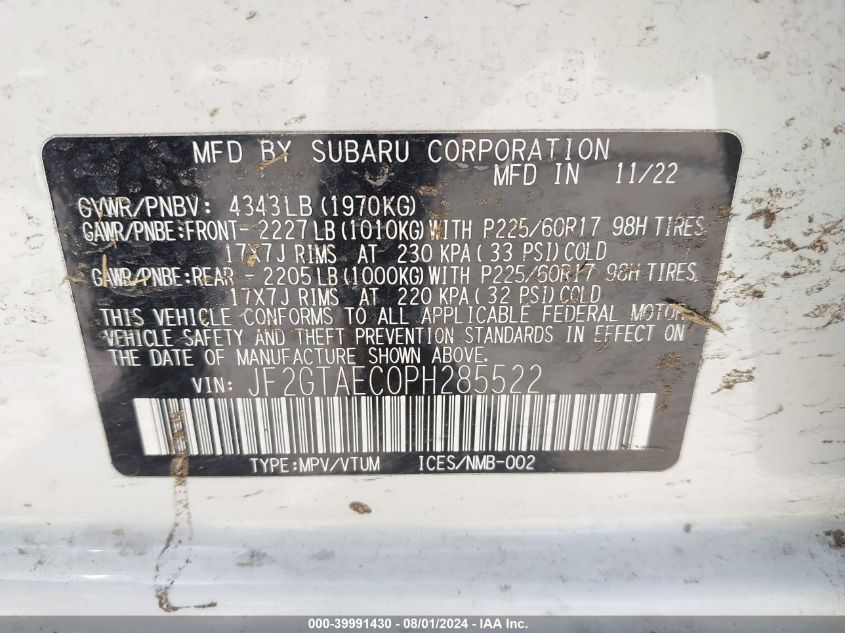 MFD BY SUBARU CORPORATION
MFD IN 11/22
GVWR/PNBV: 4343LB (1970KG)
GAWR/PNBE:FRONT- 2227LB (1010KG) WITH P225/60R17 98H TIRES
17X7J RIMS AT 230 KPA ( 33 PSI) COLD
GAWR/PNBE:REAR - 2205LB (1000KG) WITH P225/60R17 98H TIRES
17X7J RIMS AT 220 KPA ( 32 PSI) COLD
THIS VEHICLE CONFORMS TO ALL APPLICABLE FEDERAL MOTOR
VEHICLE SAFETY AND THEFT PREVENTION STANDARDS IN EFFECT ON
THE DATE OF MANUFACTURE SHOWN ABOVE.
VIN: JF2GTAEC0PH285522
TYPE:MPV/VTUM ICES/NMB-002
000-39991430 - 08/01/2024 - IAA Inc.